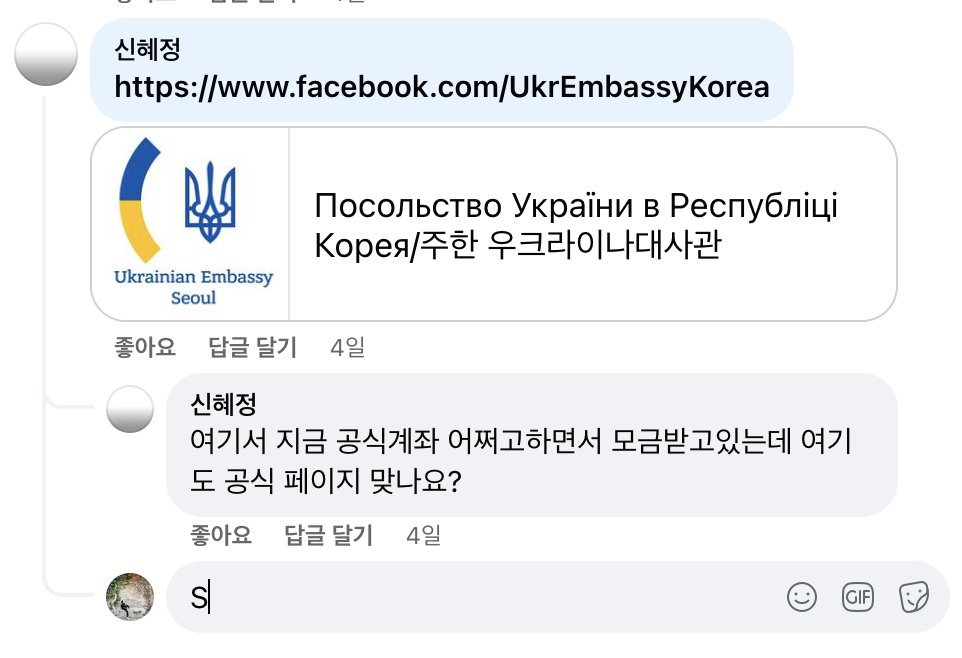 신혜정
https://www.facebook.com/UkrEmbassyKorea
Ukrainian Embassy
Seoul
Посольство України в Республіці
Корея/주한 우크라이나대사관
좋아요 답글 달기 4일
신혜정
여기서 지금 공식계좌 어쩌고하면서 모금받고있는데 여기
도 공식 페이지 맞나요?
좋아요 답글 달기 4일
S
GIF